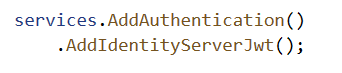 services.AddAuthentication()
    .AddIdentityServerJwt();